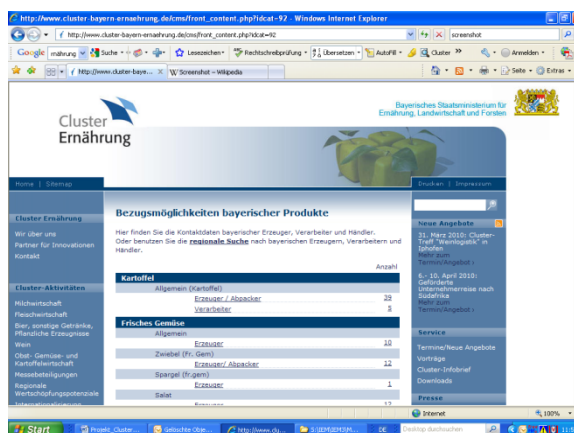 http://www.cluster-bayern-ernaehrung.de/cms/front_content.php?idcat=92 - Windows Internet Explorer
http://www.cluster-bayern-ernaehrung.de/cms/front_content.php?idcat=92
screenshot
Google
Suche
Lesezeichen
Rechtschreibprüfung
Übersetzen
AutoFill
Cluster
Anmelden
http://www.cluster-baye...
Screenshot - Wikipedia
Seite
Extras
Cluster
Ernährung
Bayerisches Staatsministerium für
Ernährung, Landwirtschaft und Forsten
Home | Sitemap
Drucken | Impressum
Cluster Ernährung
Wir über uns
Partner für Innovationen
Kontakt
Cluster-Aktivitäten
Milchwirtschaft
Fleischwirtschaft
Bier, sonstige Getränke,
Pflanzliche Erzeugnisse
Wein
Obst- Gemüse- und
Kartoffelwirtschaft
Messebeteiligungen
Regionale
Wertschöpfungspotenziale
Internationalisierung
Bezugsmöglichkeiten bayerischer Produkte
Hier finden Sie die Kontaktdaten bayerischer Erzeuger, Verarbeiter und Händler.
Oder benutzen Sie die regionale Suche nach bayerischen Erzeugern, Verarbeitern und
Händler.
Anzahl
Kartoffel
Allgemein (Kartoffel)
Erzeuger / Abpacker 39
Verarbeiter 5
Frisches Gemüse
Allgemein
Erzeuger 10
Zwiebel (Fr. Gem)
Erzeuger/ Abpacker 12
Spargel (fr.gem)
Erzeuger 1
Salat
Erzeuger 12
Neue Angebote
31. März 2010: Cluster-
Treff "Weinlogistik" in
Iphofen
Mehr zum
Termin/Angebot ›
6.- 10. April 2010:
Geförderte
Unternehmerreise nach
Südafrika
Mehr zum
Termin/Angebot ›
Service
Termine/Neue Angebote
Vorträge
Cluster-Infobrief
Downloads
Presse
Internet
100%
Start
Projekt_Cluster...
Gelöschte Obje...
http://www.clu...
DE
Desktop durchsuchen